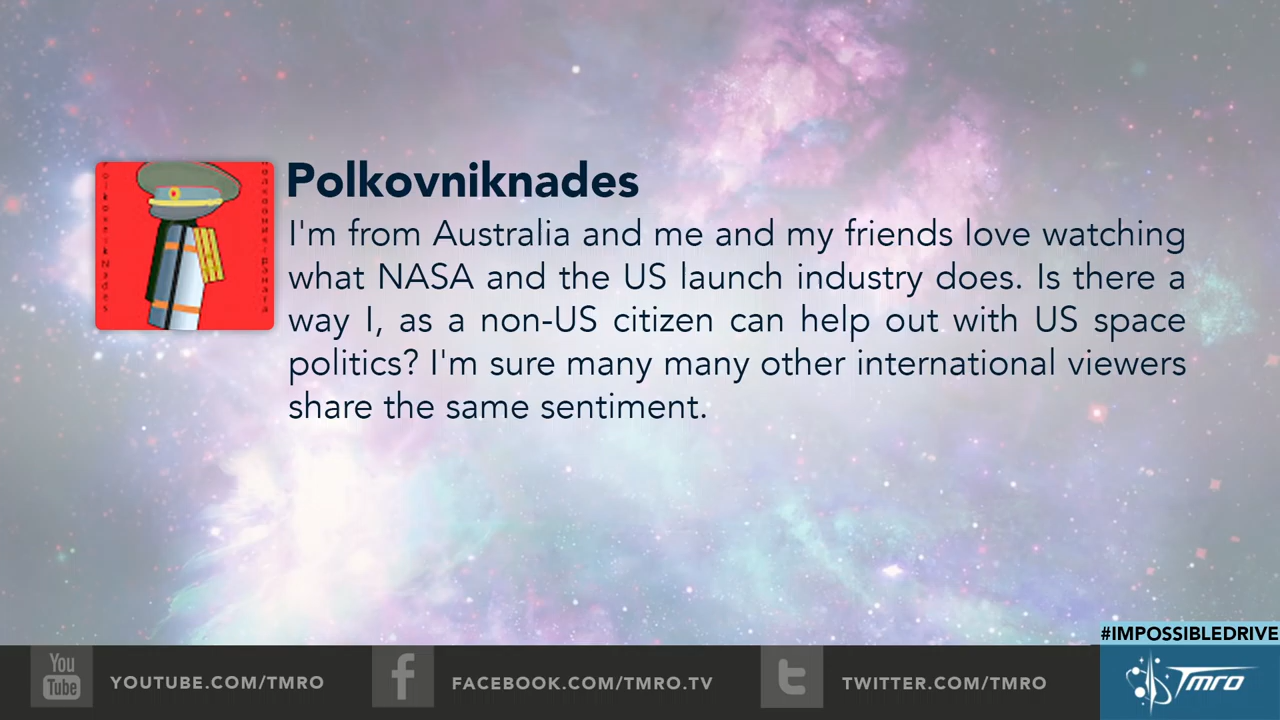 Polkovniknades
I'm from Australia and me and my friends love watching
what NASA and the US launch industry does. Is there a
way I, as a non-US citizen can help out with US space
politics? I'm sure many many other international viewers
share the same sentiment.
#IMPOSSIBLEDRIVE
You
Tube
YOUTUBE.COM/TMRO
FACEBOOK.COM/TMRO.TV
TWITTER.COM/TMRO
Tmro